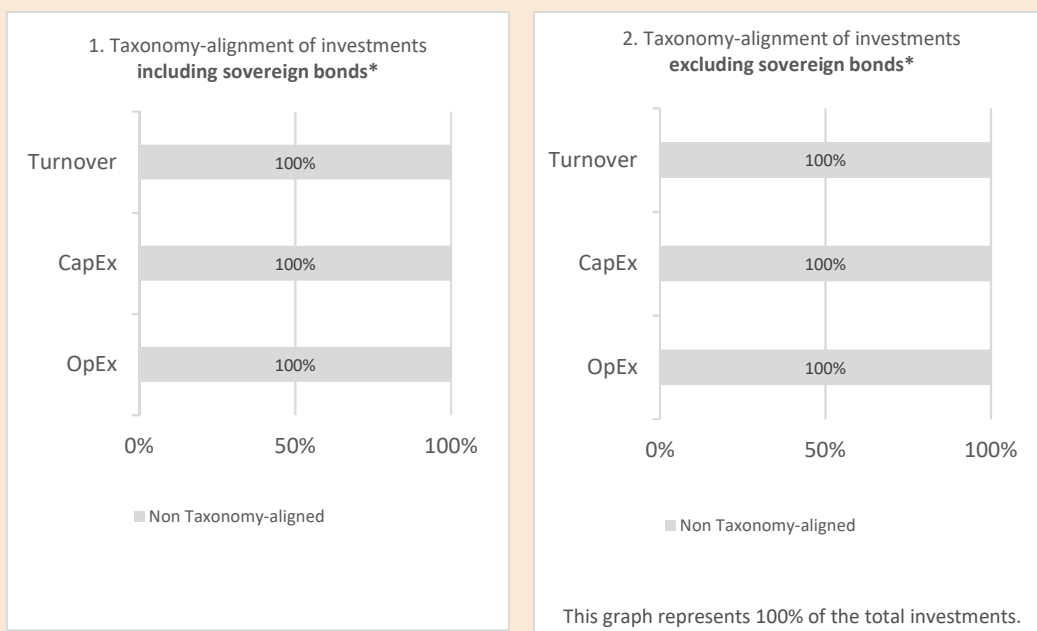 1. Taxonomy-alignment of investments
including sovereign bonds*
Turnover
100%
CapEx
100%
OpEx
100%
0% 50% 100%
Non Taxonomy-aligned
2. Taxonomy-alignment of investments
excluding sovereign bonds*
Turnover
100%
CapEx
100%
OpEx
100%
0% 50% 100%
Non Taxonomy-aligned
This graph represents 100% of the total investments.